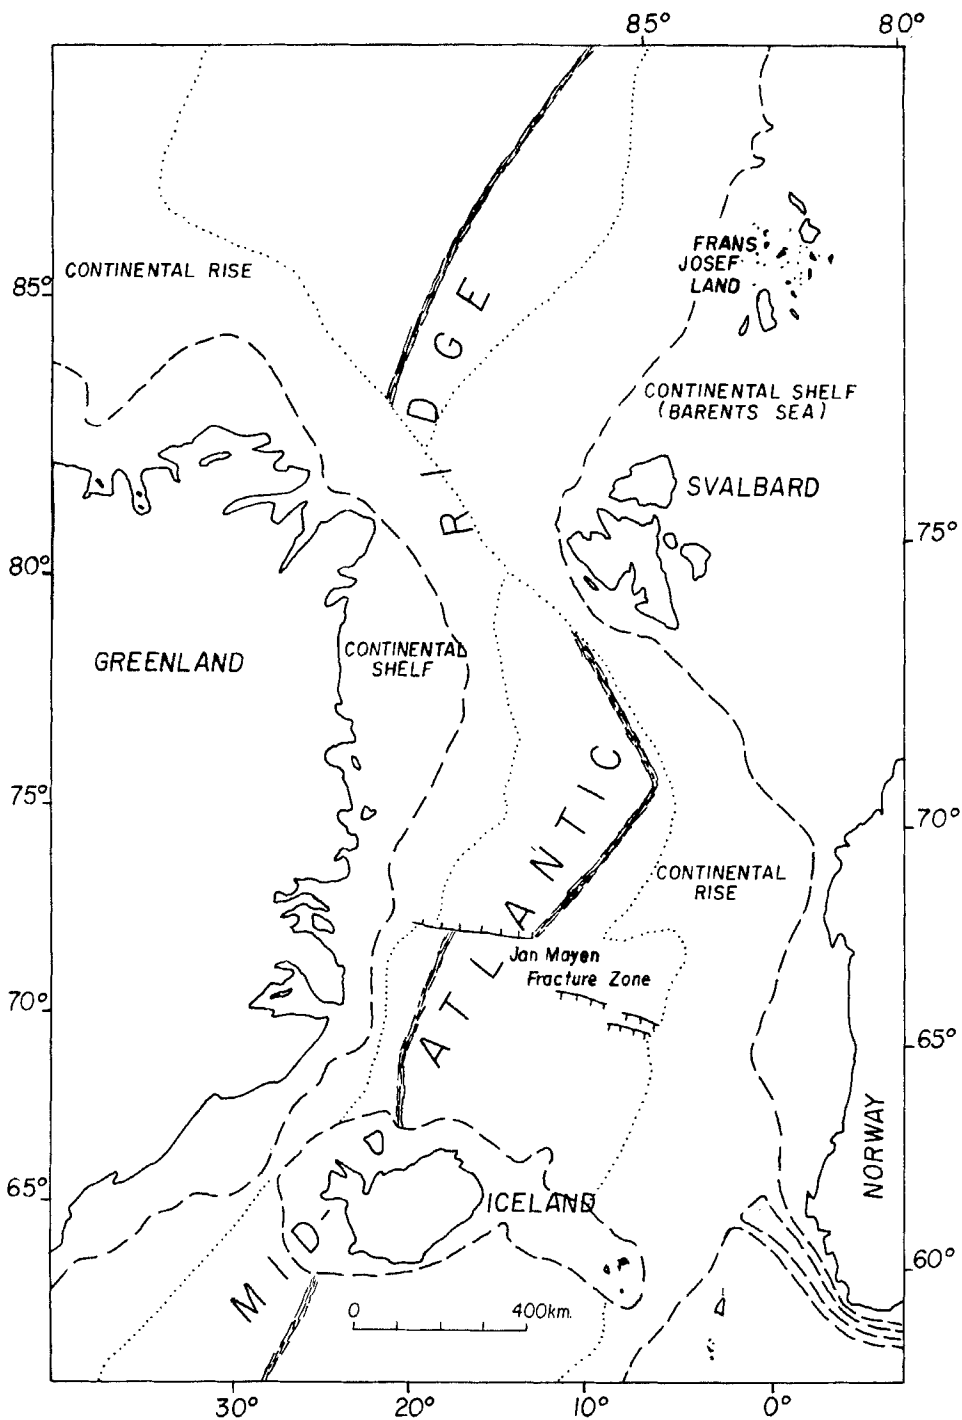 85° 80°
FRANS
JOSEF
LAND
CONTINENTAL RISE
85°
CONTINENTAL SHELF
(BARENTS SEA)
SVALBARD
75°
80°
GREENLAND
CONTINENTAL
SHELF
75°
70°
CONTINENTAL
RISE
Jan Mayen
Fracture Zone
70°
65°
NORWAY
65°
ICELAND
60°
MID ATLANTIC RIDGE
0 400km.
30° 20° 10° 0°